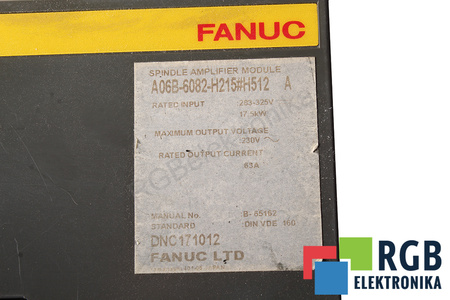 FANUC
SPINDLE AMPLIFIER MODULE
A06B-6082-H215#H512 A
RATED INPUT 283-325V
17.5kW
MAXIMUM OUTPUT VOLTAGE
230V
RATED OUTPUT CURRENT
63A
MANUAL No. B-65162
STANDARD DIN VDE 160
DNC171012
FANUC LTD
RGB
ELEKTRONIKA